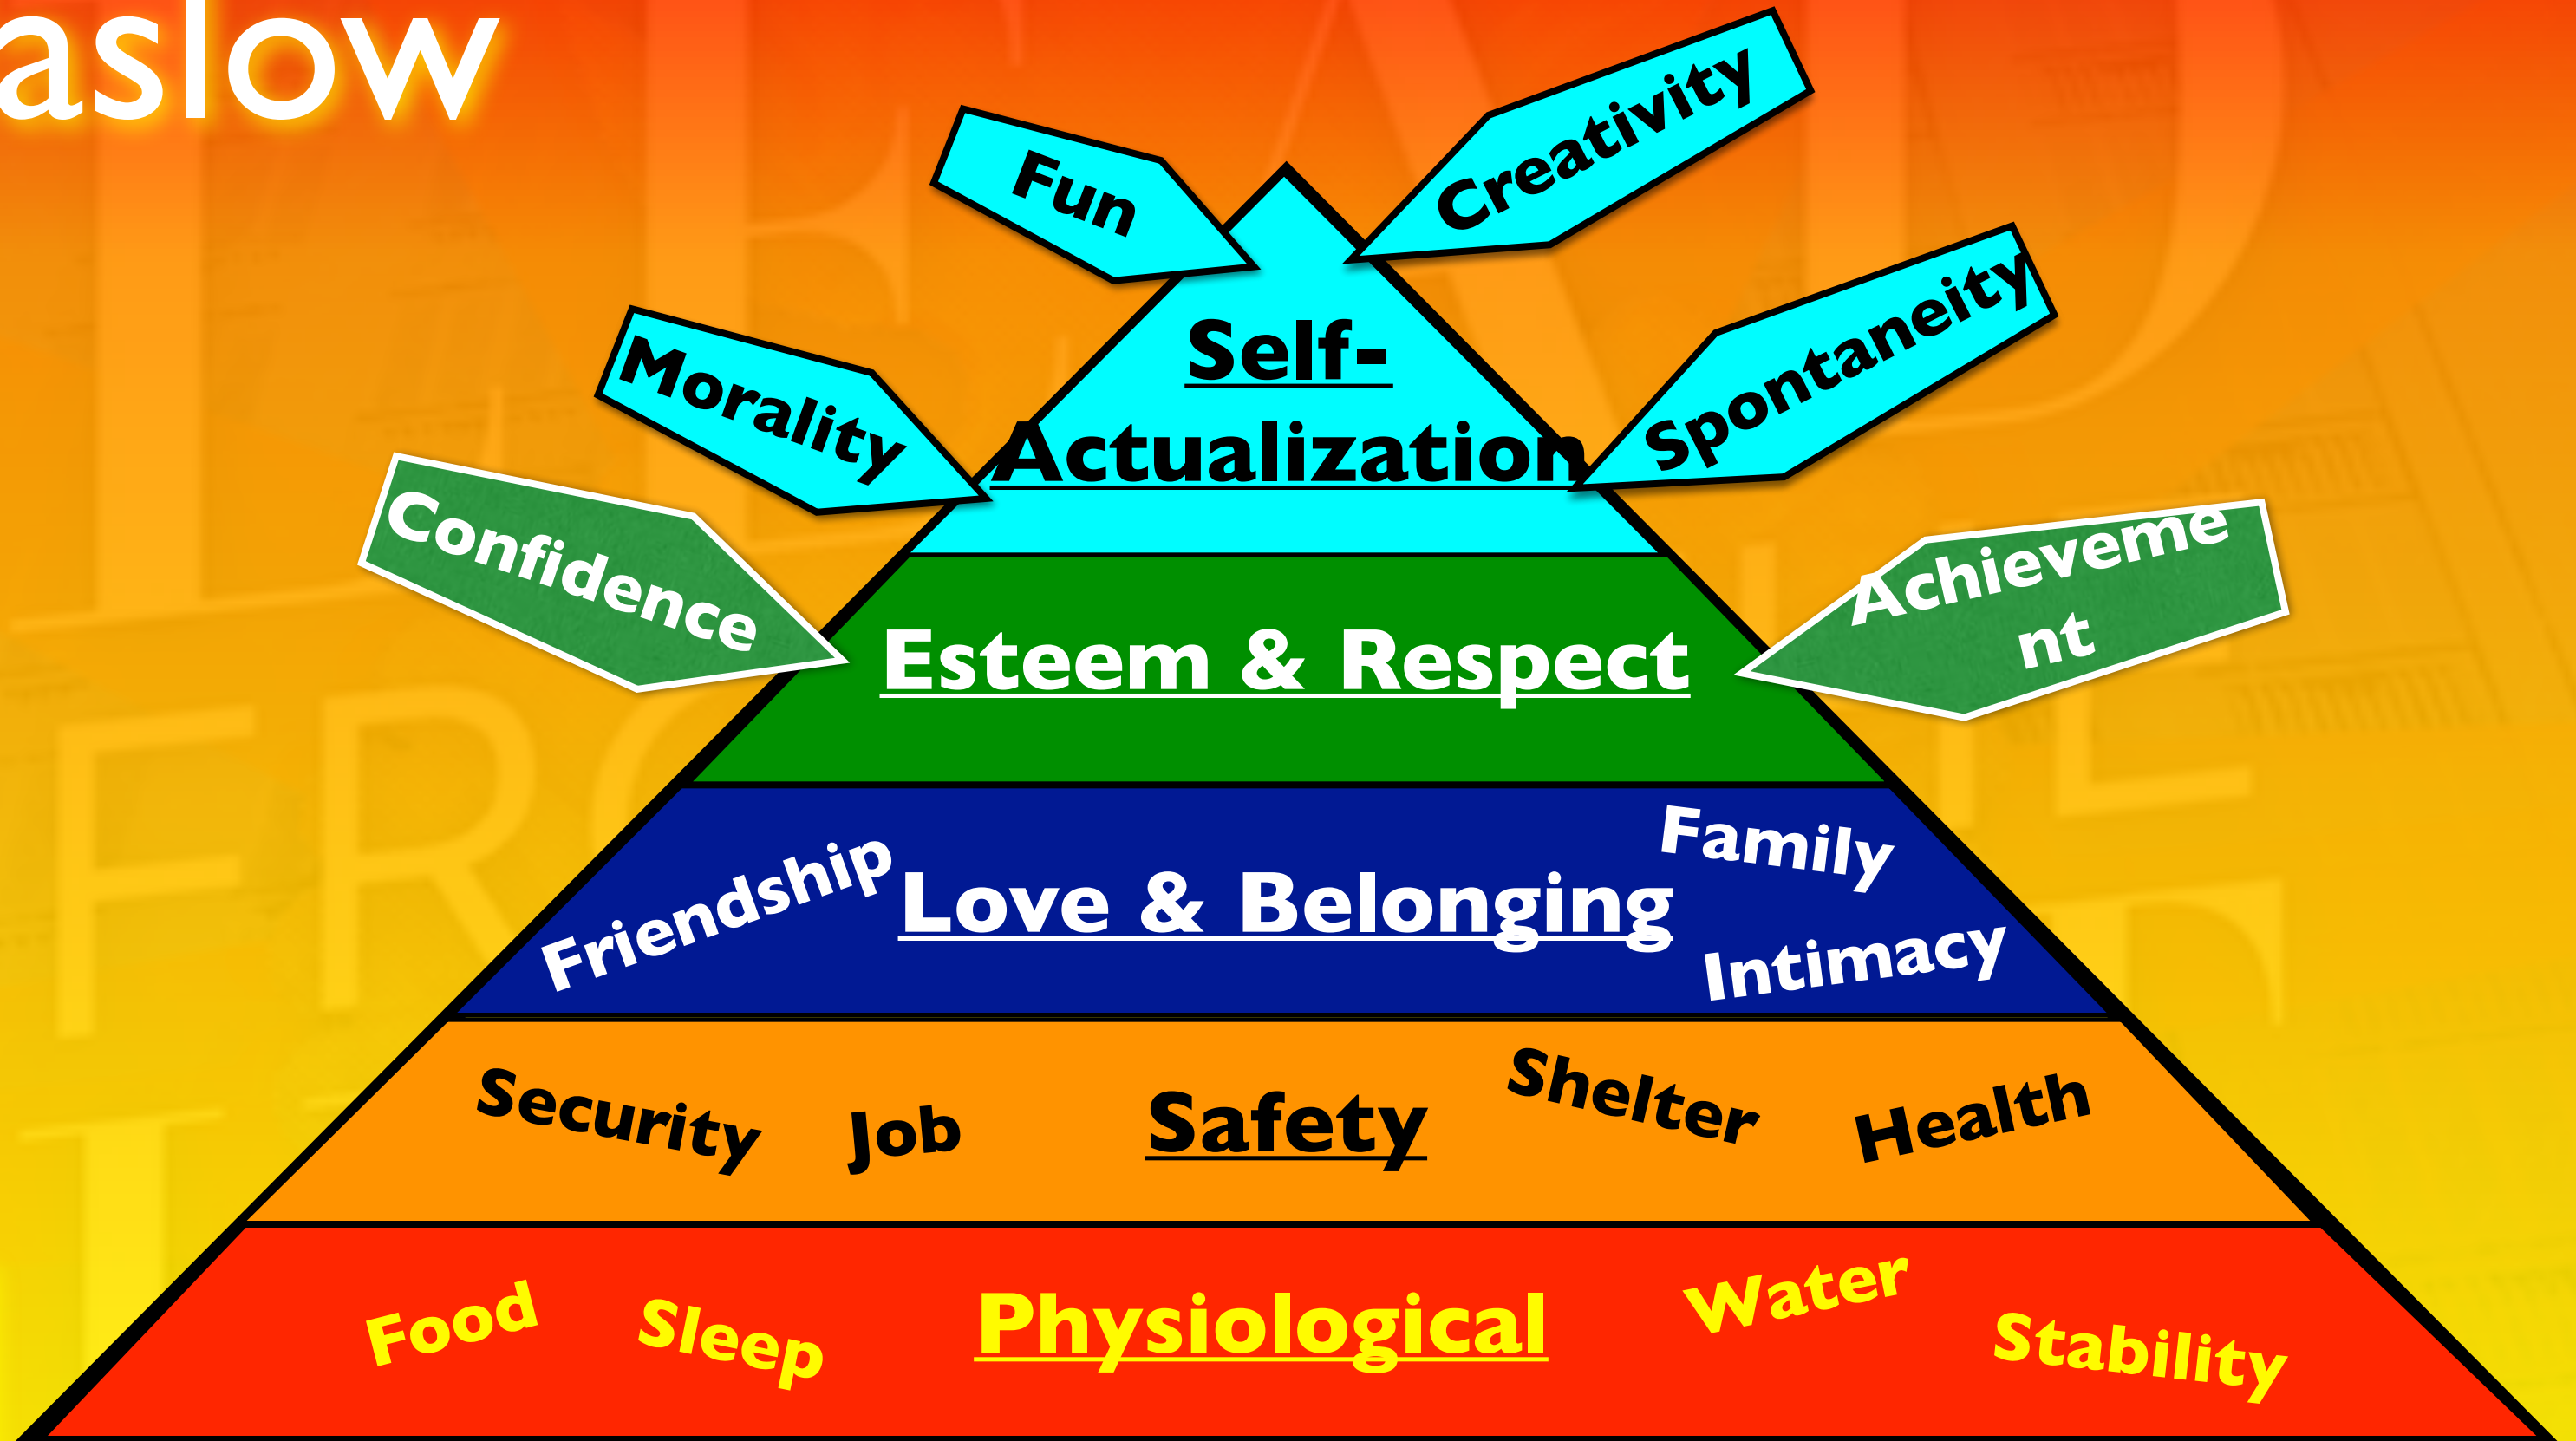 aslow
Fun
Creativity
Morality
Spontaneity
Self-
Actualization
Confidence
Achieveme
nt
Esteem & Respect
Friendship
Love & Belonging
Family
Intimacy
Security
Job
Safety
Shelter
Health
Food
Sleep
Physiological
Water
Stability